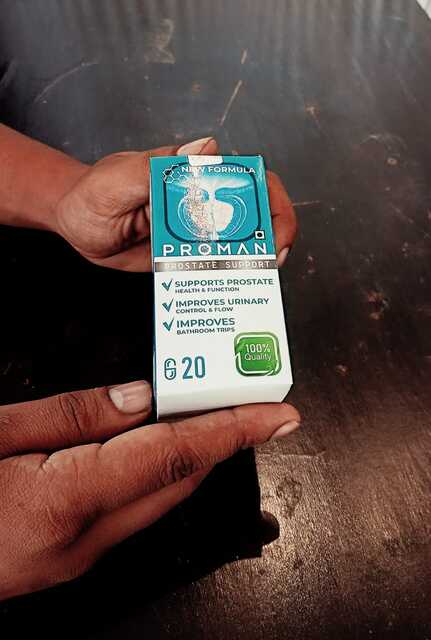 NEW FORMULA
PROMAN
PROSTATE SUPPORT
SUPPORTS PROSTATE
HEALTH & FUNCTION
IMPROVES URINARY
CONTROL & FLOW
IMPROVES
BATHROOM TRIPS
20
100%
Quality